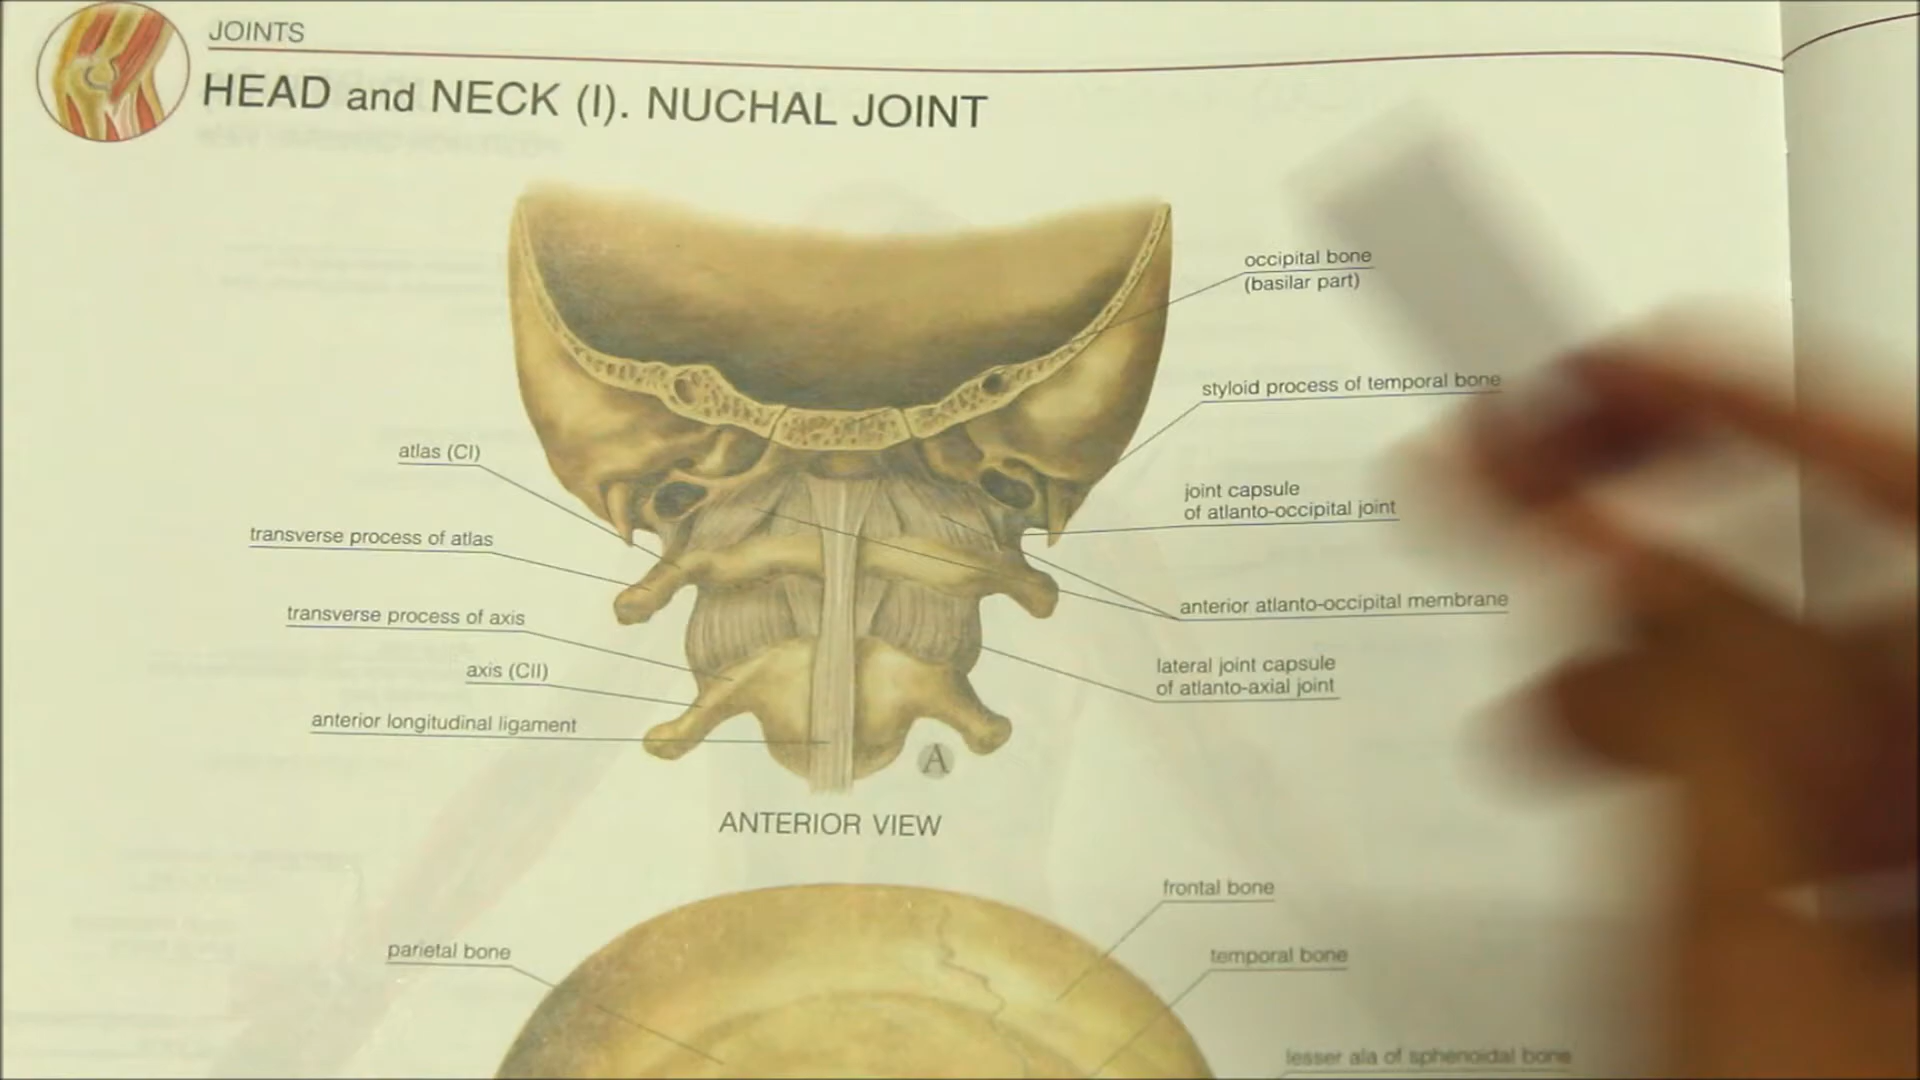 JOINTS
HEAD and NECK (I). NUCHAL JOINT
occipital bone
(basilar part)
styloid process of temporal bone
atlas (CI)
joint capsule
of atlanto-occipital joint
transverse process of atlas
anterior atlanto-occipital membrane
transverse process of axis
axis (CII)
lateral joint capsule
of atlanto-axial joint
anterior longitudinal ligament
A
ANTERIOR VIEW
frontal bone
parietal bone
temporal bone
lesser ala of sphenoidal bone